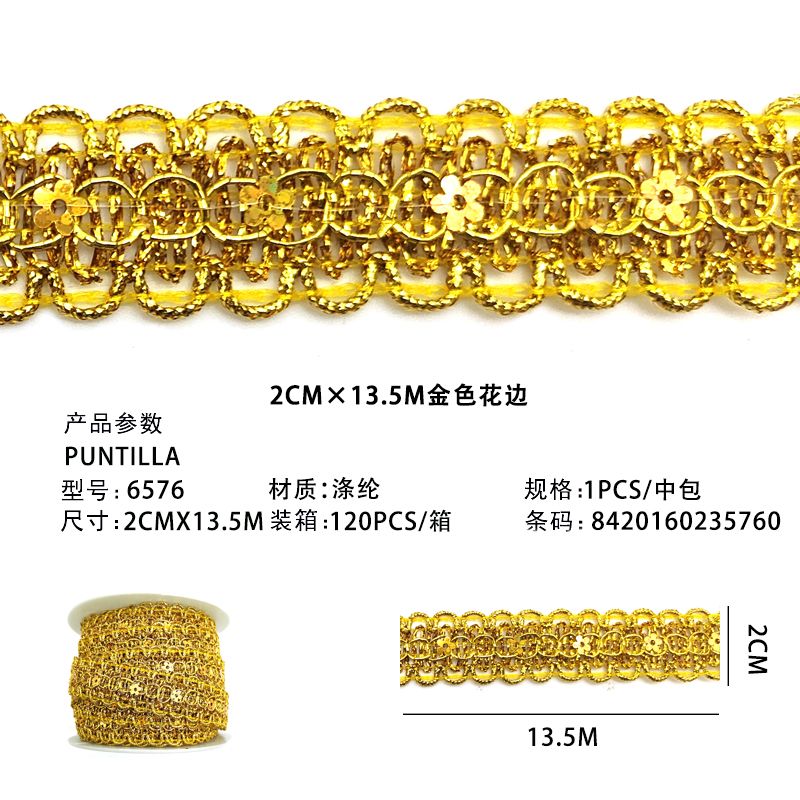 2CM×13.5M金色花边
产品参数
PUNTILLA
型号: 6576 材质:涤纶 规格:1PCS/中包
尺寸:2CMX13.5M 装箱:120PCS/箱 条码: 8420160235760
2CM
13.5M